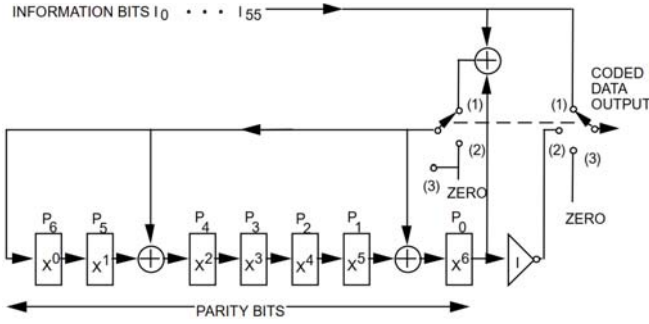 INFORMATION BITS I0 · · · I55
CODED
DATA
OUTPUT
(1)
(1)
(2)
(2)
(3)
(3)
ZERO
ZERO
P6 P5 P4 P3 P2 P1 P0
X0 X1 X2 X3 X4 X5 X6 I
PARITY BITS